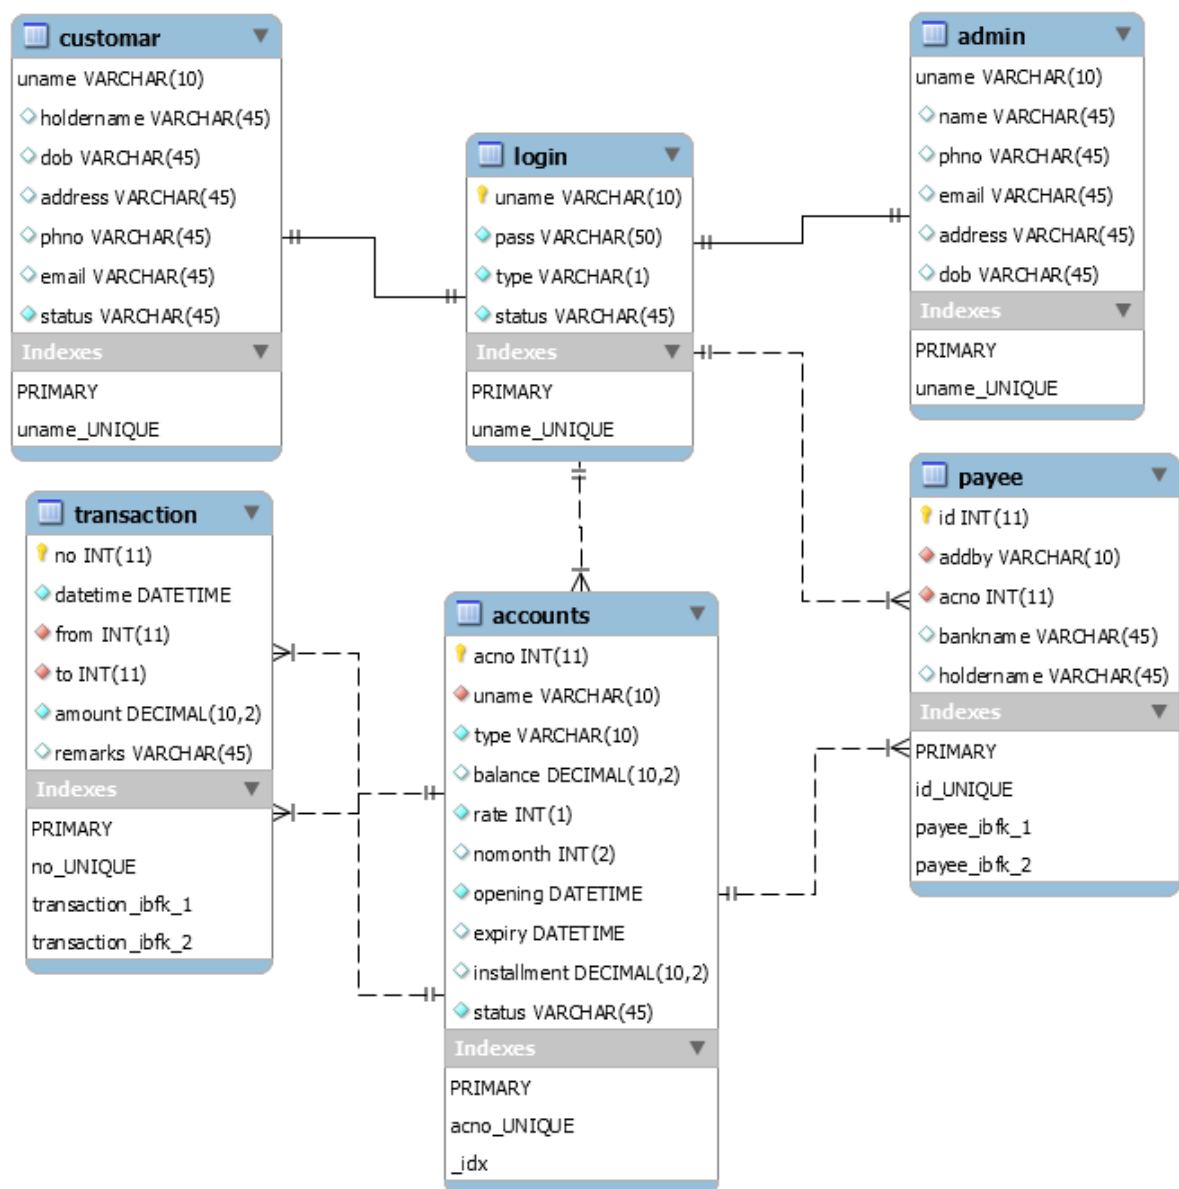 customar
uname VARCHAR(10)
holdername VARCHAR(45)
dob VARCHAR(45)
address VARCHAR(45)
phno VARCHAR(45)
email VARCHAR(45)
status VARCHAR(45)
Indexes
PRIMARY
uname_UNIQUE
login
uname VARCHAR(10)
pass VARCHAR(50)
type VARCHAR(1)
status VARCHAR(45)
Indexes
PRIMARY
uname_UNIQUE
admin
uname VARCHAR(10)
name VARCHAR(45)
phno VARCHAR(45)
email VARCHAR(45)
address VARCHAR(45)
dob VARCHAR(45)
Indexes
PRIMARY
uname_UNIQUE
transaction
no INT(11)
datetime DATETIME
from INT(11)
to INT(11)
amount DECIMAL(10,2)
remarks VARCHAR(45)
Indexes
PRIMARY
no_UNIQUE
transaction_ibfk_1
transaction_ibfk_2
accounts
acno INT(11)
uname VARCHAR(10)
type VARCHAR(10)
balance DECIMAL(10,2)
rate INT(1)
nomonth INT(2)
opening DATETIME
expiry DATETIME
installment DECIMAL(10,2)
status VARCHAR(45)
Indexes
PRIMARY
acno_UNIQUE
_idx
payee
id INT(11)
addby VARCHAR(10)
acno INT(11)
bankname VARCHAR(45)
holdername VARCHAR(45)
Indexes
PRIMARY
id_UNIQUE
payee_ibfk_1
payee_ibfk_2